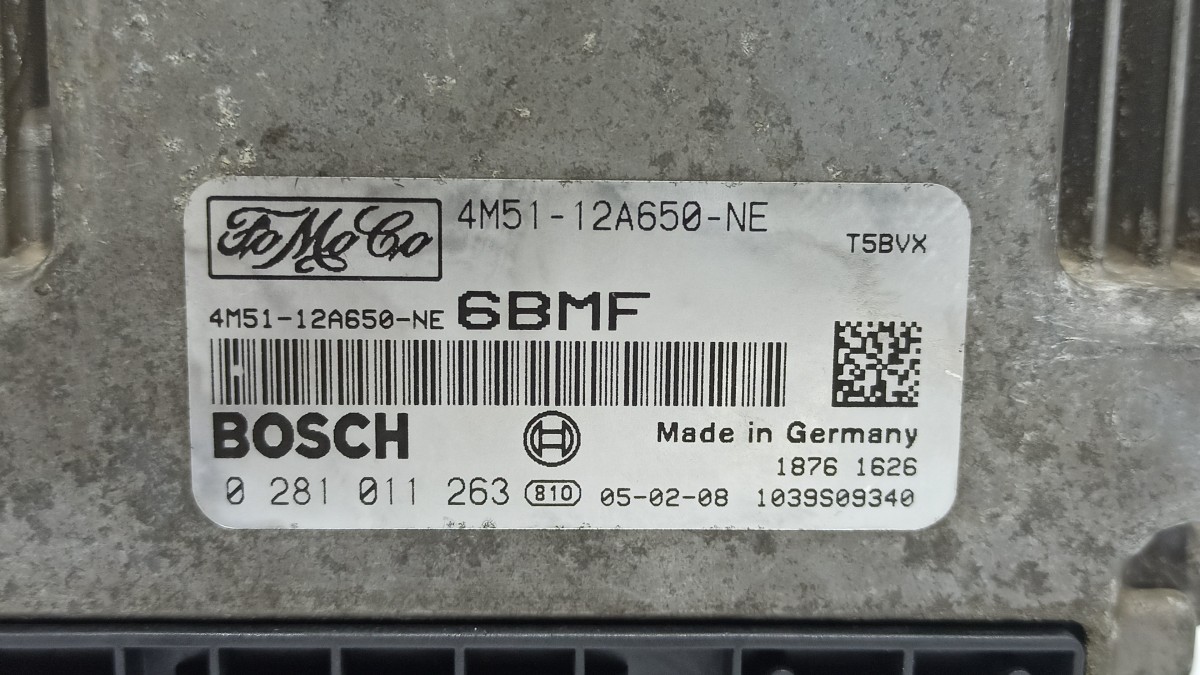 FoMoCo 4M51-12A650-NE
T5BVX
4M51-12A650-NE 6BMF
BOSCH Made in Germany
1876 1626
0 281 011 263 810 05-02-08 1039S09340